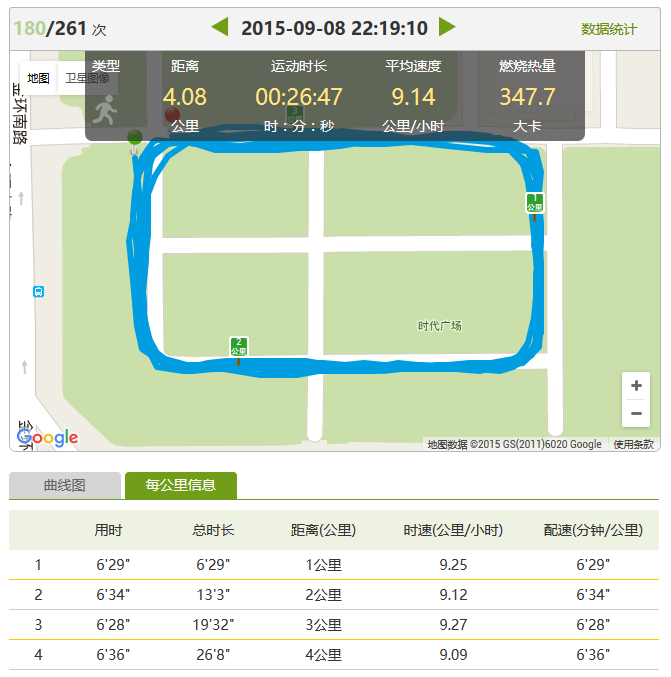 180/261 次
2015-09-08 22:19:10
数据统计
地图 卫星图像
类型 距离 运动时长 平均速度 燃烧热量
4.08 00:26:47 9.14 347.7
公里 时：分：秒 公里/小时 大卡
环南路
3
1
公里
时代广场
2
公里
+
−
Google
地图数据 ©2015 GS(2011)6020 Google 使用条款
曲线图 每公里信息
用时 总时长 距离(公里) 时速(公里/小时) 配速(分钟/公里)
1 6'29" 6'29" 1公里 9.25 6'29"
2 6'34" 13'3" 2公里 9.12 6'34"
3 6'28" 19'32" 3公里 9.27 6'28"
4 6'36" 26'8" 4公里 9.09 6'36"